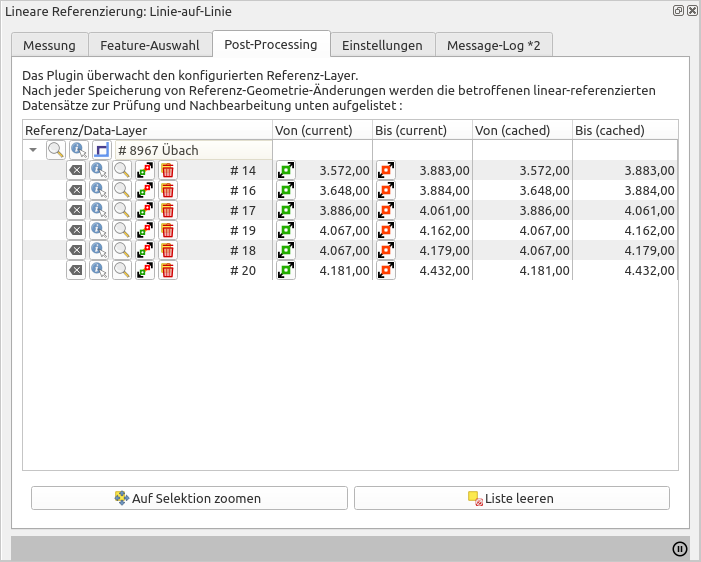 Lineare Referenzierung: Linie-auf-Linie
Messung Feature-Auswahl Post-Processing Einstellungen Message-Log *2
Das Plugin überwacht den konfigurierten Referenz-Layer.
Nach jeder Speicherung von Referenz-Geometrie-Änderungen werden die betroffenen linear-referenzierten
Datensätze zur Prüfung und Nachbearbeitung unten aufgelistet :
Referenz/Data-Layer Von (current) Bis (current) Von (cached) Bis (cached)
# 8967 Übach
# 14 3.572,00 3.883,00 3.572,00 3.883,00
# 16 3.648,00 3.884,00 3.648,00 3.884,00
# 17 3.886,00 4.061,00 3.886,00 4.061,00
# 19 4.067,00 4.162,00 4.067,00 4.162,00
# 18 4.067,00 4.179,00 4.067,00 4.179,00
# 20 4.181,00 4.432,00 4.181,00 4.432,00
Auf Selektion zoomen Liste leeren